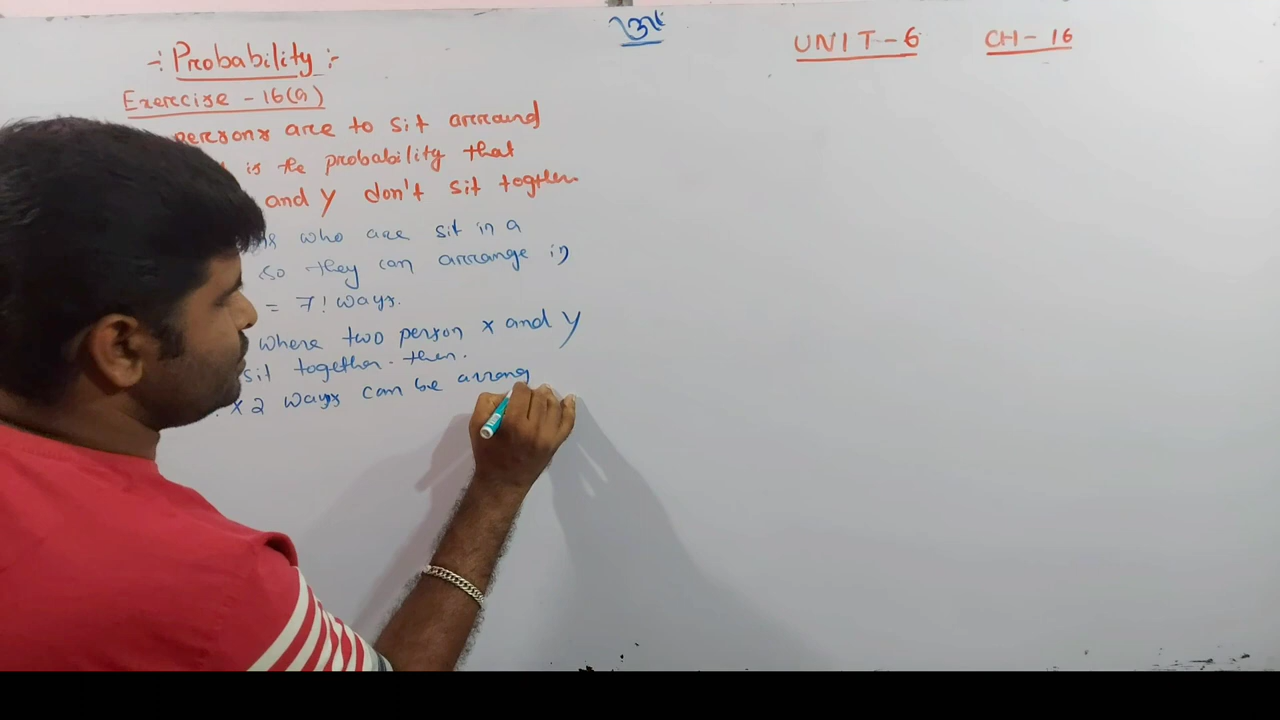 ଓଁ
UNIT-6 CH-16
-: Probability :-
Exercise - 16(a)
persons are to sit arround
is the probability that
and y don't sit togther
who are sit in a
so they can arrange in
= 7! ways.
where two person x and y
sit together. then.
x 2 ways can be arrang